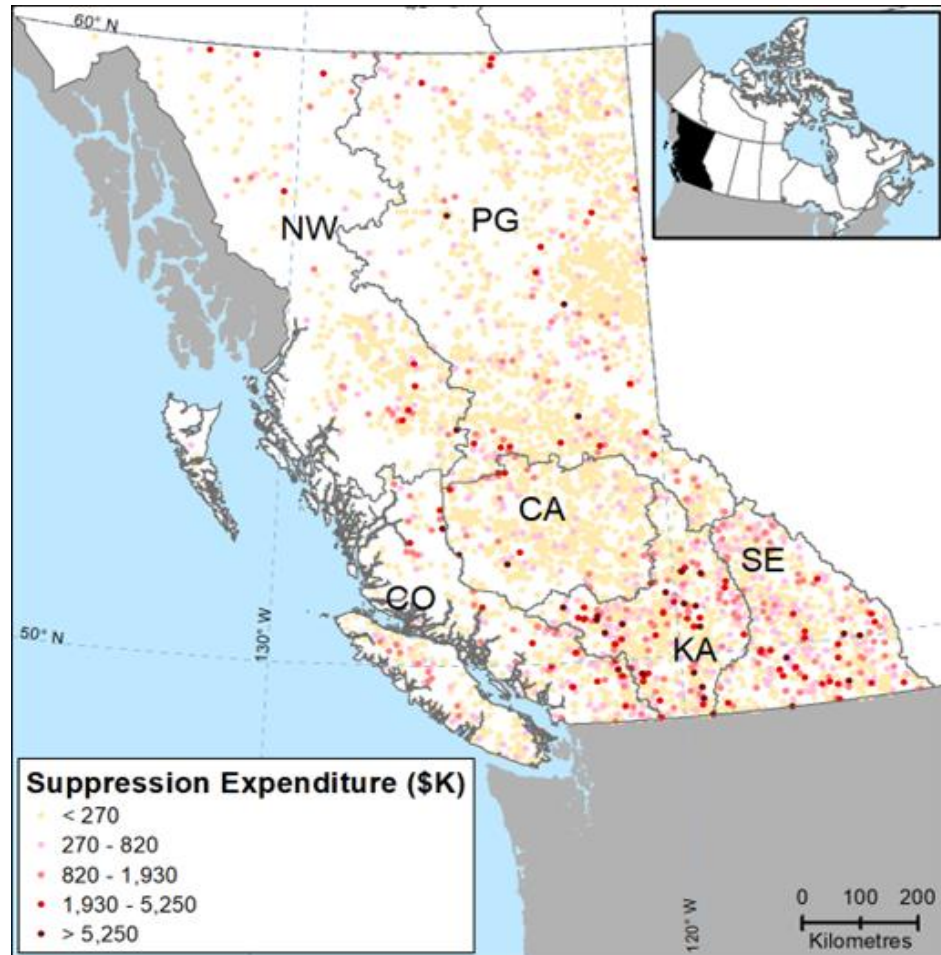 60° N
NW
PG
CA
SE
CO
KA
50° N
130° W
Suppression Expenditure ($K)
< 270
270 - 820
820 - 1,930
1,930 - 5,250
> 5,250
120° W
0 100 200
Kilometres